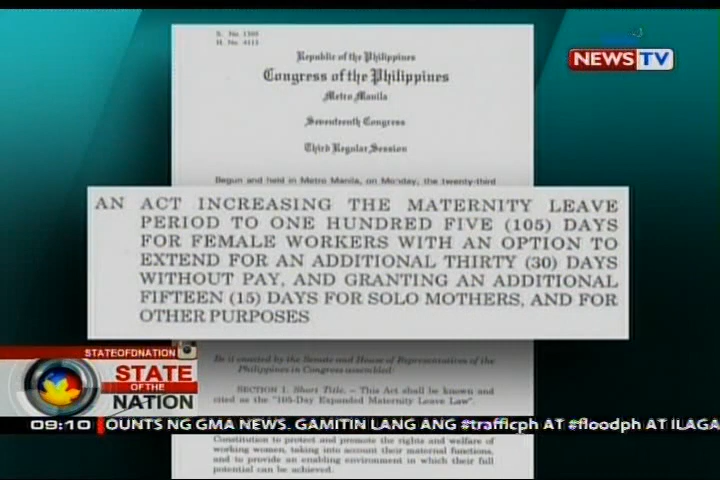 S. No. 1305
H. No. 4113
NEWS TV
Republic of the Philippines
Congress of the Philippines
Metro Manila
Seventeenth Congress
Third Regular Session
Begun and held in Metro Manila, on Monday, the twenty-third
AN ACT INCREASING THE MATERNITY LEAVE
PERIOD TO ONE HUNDRED FIVE (105) DAYS
FOR FEMALE WORKERS WITH AN OPTION TO
EXTEND FOR AN ADDITIONAL THIRTY (30) DAYS
WITHOUT PAY, AND GRANTING AN ADDITIONAL
FIFTEEN (15) DAYS FOR SOLO MOTHERS, AND FOR
OTHER PURPOSES
Be it enacted by the Senate and House of Representatives of the
Philippines in Congress assembled:
SECTION 1. Short Title. – This Act shall be known and
cited as the "105-Day Expanded Maternity Leave Law".
STATEOFDNATION
STATE
OF THE
NATION
09:10 OUNTS NG GMA NEWS. GAMITIN LANG ANG #trafficph AT #floodph AT ILAGA
Constitution to protect and promote the rights and welfare of
working women, taking into account their maternal functions,
and to provide an enabling environment in which their full
potential can be achieved.